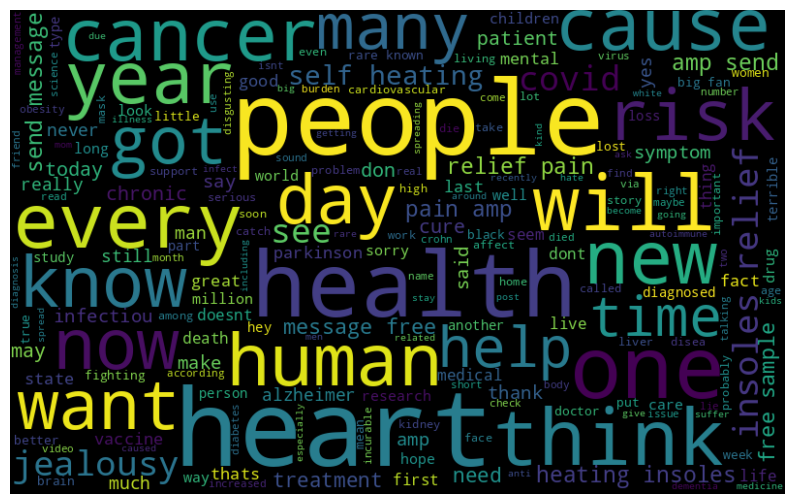 cancer many cause
year got people risk
children
rare known
patient
amp send
management
due
even
living
virus
send message type
science
isnt
self heating
good
covid
yes
mental
big fan
women
mask
disgusting
big burden cardiovascular
come lot
number
obesity
look
illness
use
getting
spreading
die take
kind
white
lost
loss
never
little
friend
mom
long
support infect
sound
problem real
hate
relief pain
ask find via right
symptom
today
really
read
say
world
don
last
recently
around
well
story
maybe
thing
become going
important
terrible
relief
every day will
chronic
serious
soon
high
pain amp
cure
rare
work
crohn
seem
died
autoimmune
two
kids
man
catch
see
parkinson
sorry
black
affect
said
dont
fact
drug
new
study still month
part
diagnosis
know
great
including
health
name
stay
home
post
called
diagnosed
age
talking
true
spread
among
doesnt
million
infectiou
hey
message free another
live
liver disea
time
insoles
free sample
may
now
death
make
men
related
help
one
probably
state
fighting
according
human
medical
short
body
thank
put care
lie
want
person
alzheimer
research
check
doctor
give issue
suffer
better
vaccine
diabetes
especially
mean
incurable
kidney
heart think
video
caused
amp
face
week
jealousy
brain
much
way
thats
increased
treatment
hope
first
need
anti
heating insoles
life
dementia
medicine